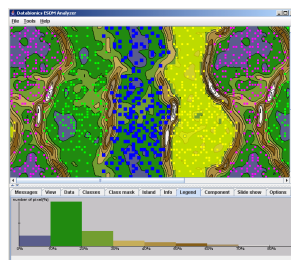 Databionics ESOM Analyzer
File Tools Help
Messages View Data Classes Class mask Island Info Legend Component Slide show Options
number of pixel(%)
0% 10% 20% 30% 40% 50% 60% 70% 80%